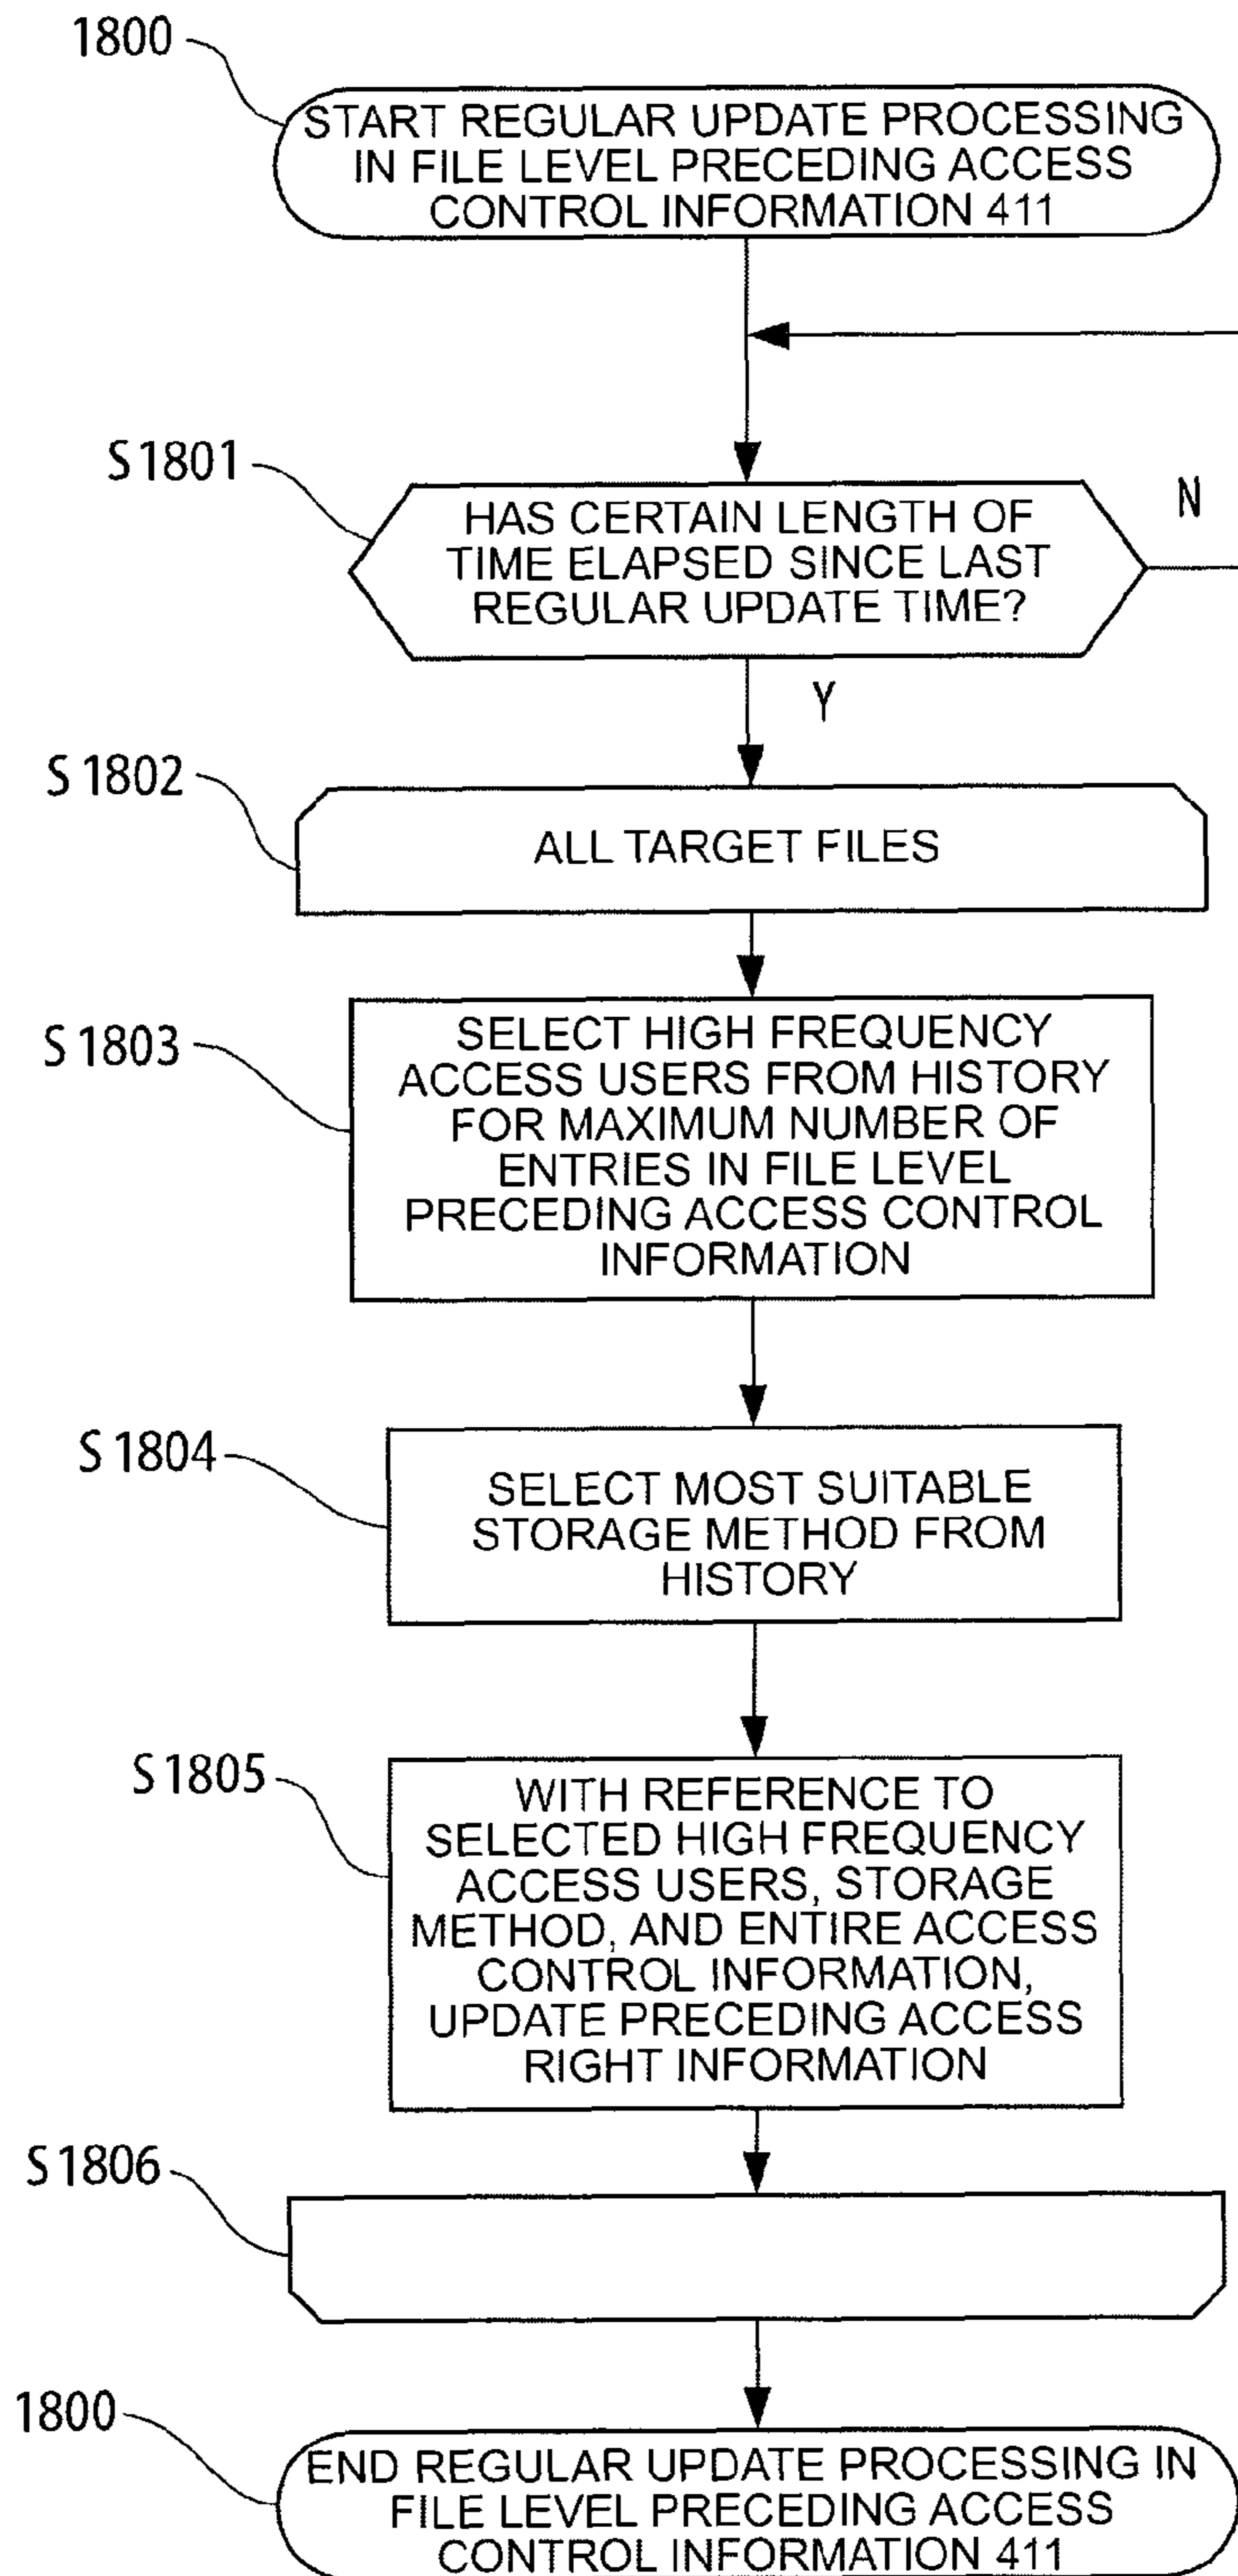 1800
START REGULAR UPDATE PROCESSING
IN FILE LEVEL PRECEDING ACCESS
CONTROL INFORMATION 411
S1801
HAS CERTAIN LENGTH OF
TIME ELAPSED SINCE LAST
REGULAR UPDATE TIME?
N
Y
S1802
ALL TARGET FILES
S1803
SELECT HIGH FREQUENCY
ACCESS USERS FROM HISTORY
FOR MAXIMUM NUMBER OF
ENTRIES IN FILE LEVEL
PRECEDING ACCESS CONTROL
INFORMATION
S1804
SELECT MOST SUITABLE
STORAGE METHOD FROM
HISTORY
S1805
WITH REFERENCE TO
SELECTED HIGH FREQUENCY
ACCESS USERS, STORAGE
METHOD, AND ENTIRE ACCESS
CONTROL INFORMATION,
UPDATE PRECEDING ACCESS
RIGHT INFORMATION
S1806
1800
END REGULAR UPDATE PROCESSING IN
FILE LEVEL PRECEDING ACCESS
CONTROL INFORMATION 411